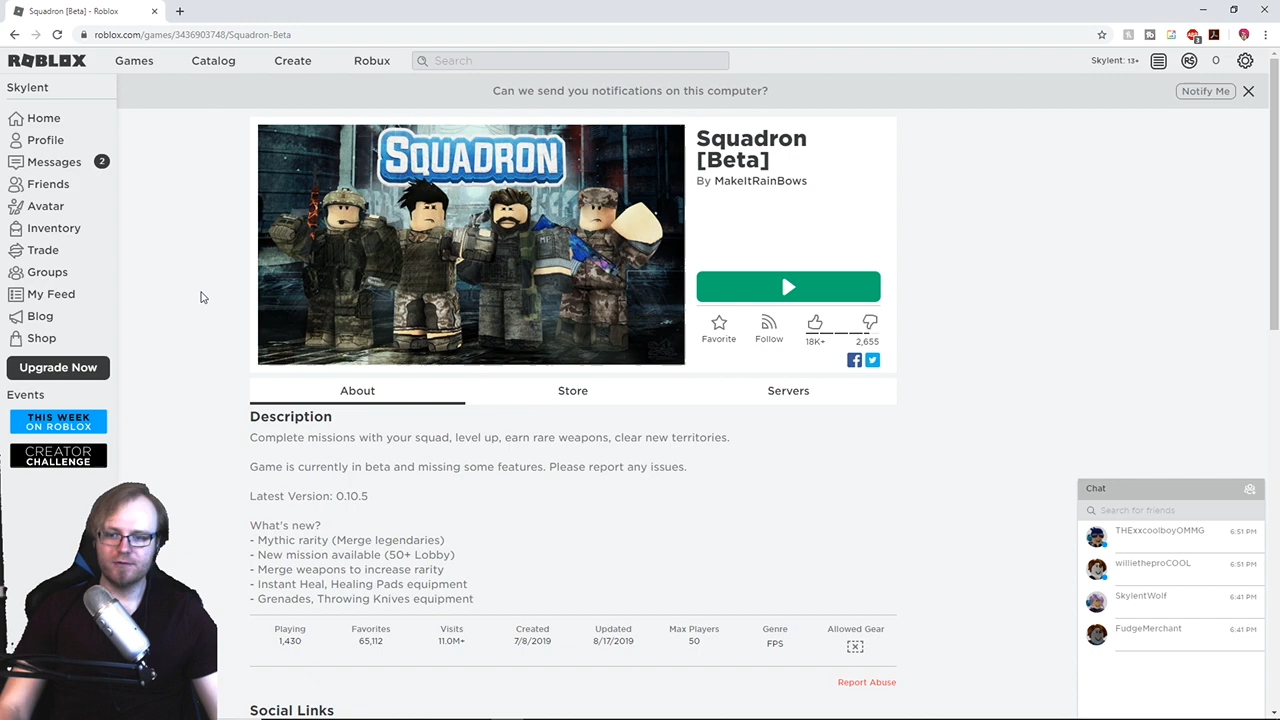 Squadron [Beta] - Roblox
roblox.com/games/3436903748/Squadron-Beta
3
ROBLOX
Games
Catalog
Create
Robux
Search
Skylent: 13+
0
Skylent
Can we send you notifications on this computer?
Notify Me
Home
Profile
Messages
2
Friends
Avatar
Inventory
Trade
Groups
My Feed
Blog
Shop
Upgrade Now
Events
THIS WEEK
ON ROBLOX
CREATOR
CHALLENGE
SQUADRON
Squadron
[Beta]
By MakeItRainBows
Favorite
Follow
18K+
2,655
About
Store
Servers
Description
Complete missions with your squad, level up, earn rare weapons, clear new territories.
Game is currently in beta and missing some features. Please report any issues.
Latest Version: 0.10.5
What's new?
- Mythic rarity (Merge legendaries)
- New mission available (50+ Lobby)
- Merge weapons to increase rarity
- Instant Heal, Healing Pads equipment
- Grenades, Throwing Knives equipment
Playing
1,430
Favorites
65,112
Visits
11.0M+
Created
7/8/2019
Updated
8/17/2019
Max Players
50
Genre
FPS
Allowed Gear
Report Abuse
Social Links
Chat
Search for friends
THExxcoolboyOMMG
6:51 PM
willietheproCOOL
6:51 PM
SkylentWolf
6:41 PM
FudgeMerchant
6:41 PM